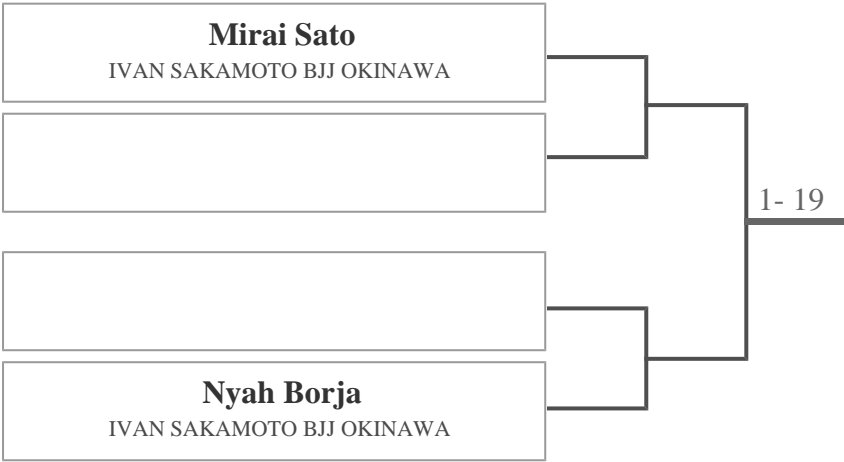 Mirai Sato
IVAN SAKAMOTO BJJ OKINAWA
1- 19
Nyah Borja
IVAN SAKAMOTO BJJ OKINAWA